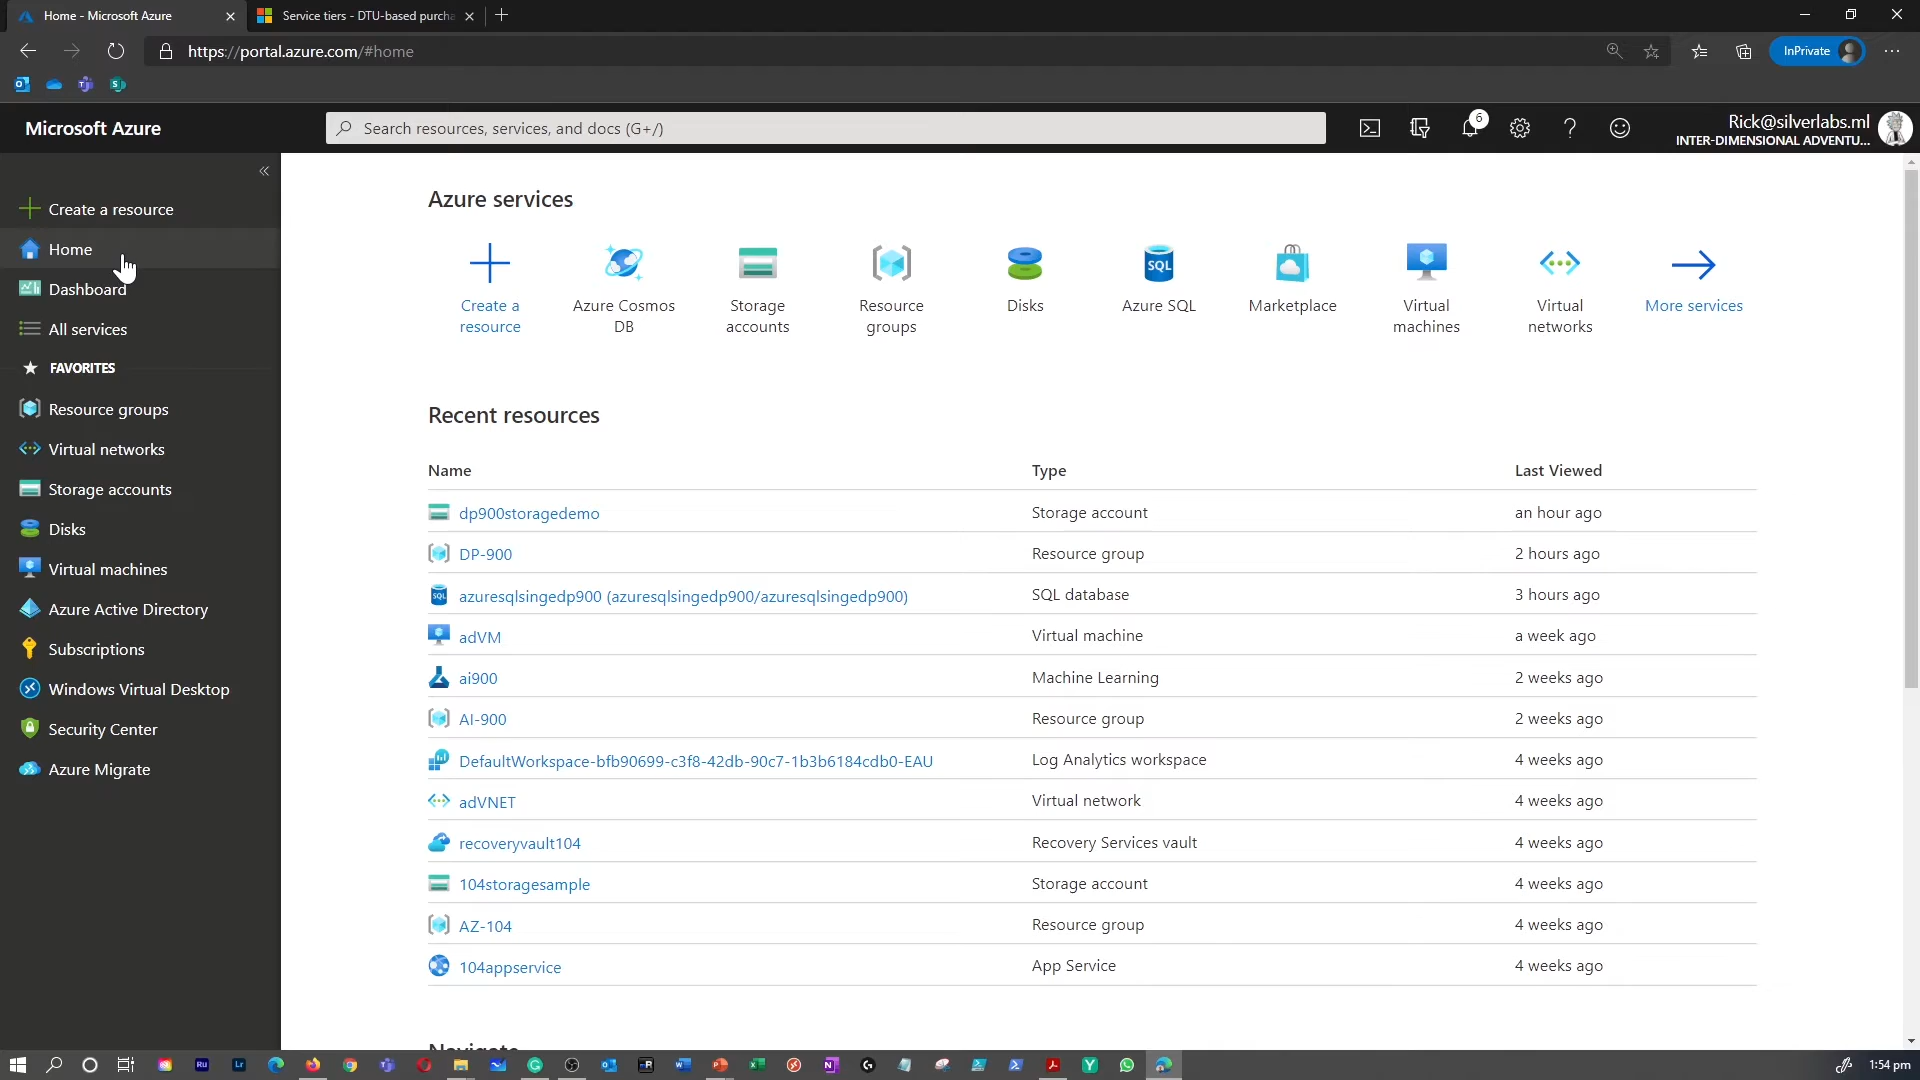 Home - Microsoft Azure
Service tiers - DTU-based purcha
https://portal.azure.com/#home
InPrivate
Microsoft Azure
Search resources, services, and docs (G+/)
6
Rick@silverlabs.ml
INTER-DIMENSIONAL ADVENTU...
Create a resource
Home
Dashboard
All services
FAVORITES
Resource groups
Virtual networks
Storage accounts
Disks
Virtual machines
Azure Active Directory
Subscriptions
Windows Virtual Desktop
Security Center
Azure Migrate
Azure services
Create a
resource
Azure Cosmos
DB
Storage
accounts
Resource
groups
Disks
SQL
Azure SQL
Marketplace
Virtual
machines
Virtual
networks
More services
Recent resources
Name Type Last Viewed
dp900storagedemo Storage account an hour ago
DP-900 Resource group 2 hours ago
azuresqlsingedp900 (azuresqlsingedp900/azuresqlsingedp900) SQL database 3 hours ago
adVM Virtual machine a week ago
ai900 Machine Learning 2 weeks ago
AI-900 Resource group 2 weeks ago
DefaultWorkspace-bfb90699-c3f8-42db-90c7-1b3b6184cdb0-EAU Log Analytics workspace 4 weeks ago
adVNET Virtual network 4 weeks ago
recoveryvault104 Recovery Services vault 4 weeks ago
104storagesample Storage account 4 weeks ago
AZ-104 Resource group 4 weeks ago
104appservice App Service 4 weeks ago
Navigate
1:54 pm